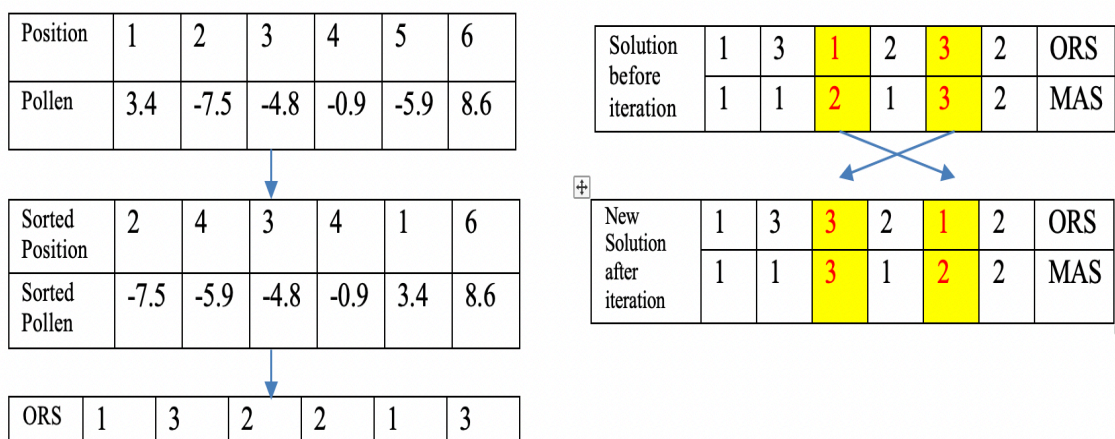 Position 1 2 3 4 5 6
Pollen 3.4 -7.5 -4.8 -0.9 -5.9 8.6
Sorted Position 2 4 3 4 1 6
Sorted Pollen -7.5 -5.9 -4.8 -0.9 3.4 8.6
ORS 1 3 2 2 1 3
Solution before iteration
1 3 1 2 3 2 ORS
1 1 2 1 3 2 MAS
New Solution after iteration
1 3 3 2 1 2 ORS
1 1 3 1 2 2 MAS